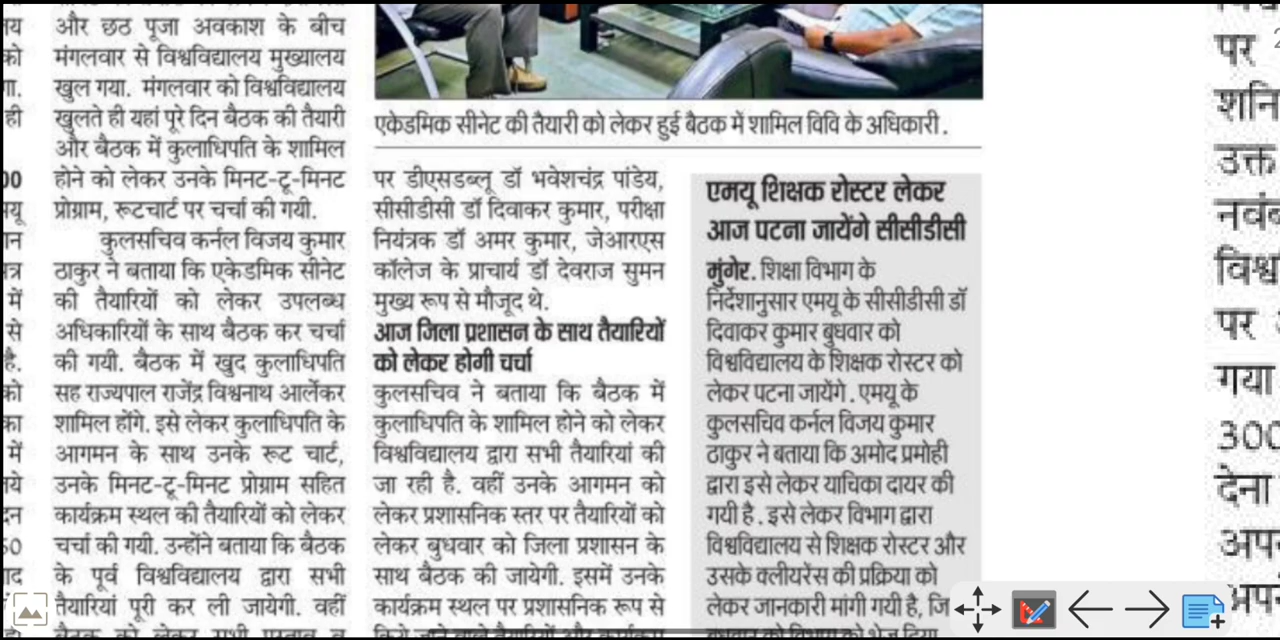 य
को
गा.
ही
00
मयू
ान
त्र
में
से
है.
को
का
में
ये
दन
50
ाद
और छठ पूजा अवकाश के बीच
मंगलवार से विश्वविद्यालय मुख्यालय
खुल गया. मंगलवार को विश्वविद्यालय
खुलते ही यहां पूरे दिन बैठक की तैयारी
और बैठक में कुलाधिपति के शामिल
होने को लेकर उनके मिनट-टू-मिनट
प्रोग्राम, रूटचार्ट पर चर्चा की गयी.
कुलसचिव कर्नल विजय कुमार
ठाकुर ने बताया कि एकेडमिक सीनेट
की तैयारियों को लेकर उपलब्ध
अधिकारियों के साथ बैठक कर चर्चा
की गयी. बैठक में खुद कुलाधिपति
सह राज्यपाल राजेंद्र विश्वनाथ आर्लेकर
शामिल होंगे. इसे लेकर कुलाधिपति के
आगमन के साथ उनके रूट चार्ट,
उनके मिनट-टू-मिनट प्रोग्राम सहित
कार्यक्रम स्थल की तैयारियों को लेकर
चर्चा की गयी. उन्होंने बताया कि बैठक
के पूर्व विश्वविद्यालय द्वारा सभी
तैयारियां पूरी कर ली जायेगी. वहीं
एकेडमिक सीनेट की तैयारी को लेकर हुई बैठक में शामिल विवि के अधिकारी.
पर डीएसडब्लू डॉ भवेशचंद्र पांडेय,
सीसीडीसी डॉ दिवाकर कुमार, परीक्षा
नियंत्रक डॉ अमर कुमार, जेआरएस
कॉलेज के प्राचार्य डॉ देवराज सुमन
मुख्य रूप से मौजूद थे.
आज जिला प्रशासन के साथ तैयारियों
को लेकर होगी चर्चा
कुलसचिव ने बताया कि बैठक में
कुलाधिपति के शामिल होने को लेकर
विश्वविद्यालय द्वारा सभी तैयारियां की
जा रही है. वहीं उनके आगमन को
लेकर प्रशासनिक स्तर पर तैयारियों को
लेकर बुधवार को जिला प्रशासन के
साथ बैठक की जायेगी. इसमें उनके
कार्यक्रम स्थल पर प्रशासनिक रूप से
एमयू शिक्षक रोस्टर लेकर
आज पटना जायेंगे सीसीडीसी
मुंगेर. शिक्षा विभाग के
निर्देशानुसार एमयू के सीसीडीसी डॉ
दिवाकर कुमार बुधवार को
विश्वविद्यालय के शिक्षक रोस्टर को
लेकर पटना जायेंगे. एमयू के
कुलसचिव कर्नल विजय कुमार
ठाकुर ने बताया कि अमोद प्रमोही
द्वारा इसे लेकर याचिका दायर की
गयी है. इसे लेकर विभाग द्वारा
विश्वविद्यालय से शिक्षक रोस्टर और
उसके क्लीयरेंस की प्रक्रिया को
लेकर जानकारी मांगी गयी है, जि
पर 2
शनि
उक्त
नवं
विश्व
पर
गया
300
देना
अप
अप